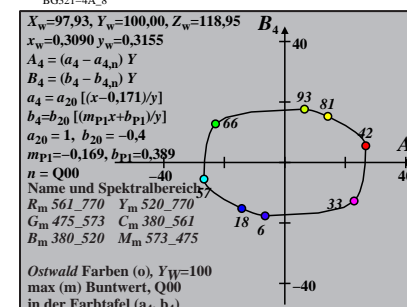 BG321-4A_8
X_w=97,93, Y_w=100,00, Z_w=118,95
x_w=0,3090 y_w=0,3155
A_4 = (a_4 − a_4,n) Y
B_4 = (b_4 − b_4,n) Y
a_4 = a_20 [(x−0,171)/y]
b_4=b_20 [(m_P1x+b_P1)/y]
a_20 = 1, b_20 = −0,4
m_P1=−0,169, b_P1=0,389
n = Q00
Name und Spektralbereich
R_m 561_770 Y_m 520_770
G_m 475_573 C_m 380_561
B_m 380_520 M_m 573_475
Ostwald Farben (o), Y_W=100
max (m) Buntwert, Q00
in der Farbtafel (a_4, b_4)
B_4
40
A
40
−40
−40
93
81
42
66
57
18
6
33